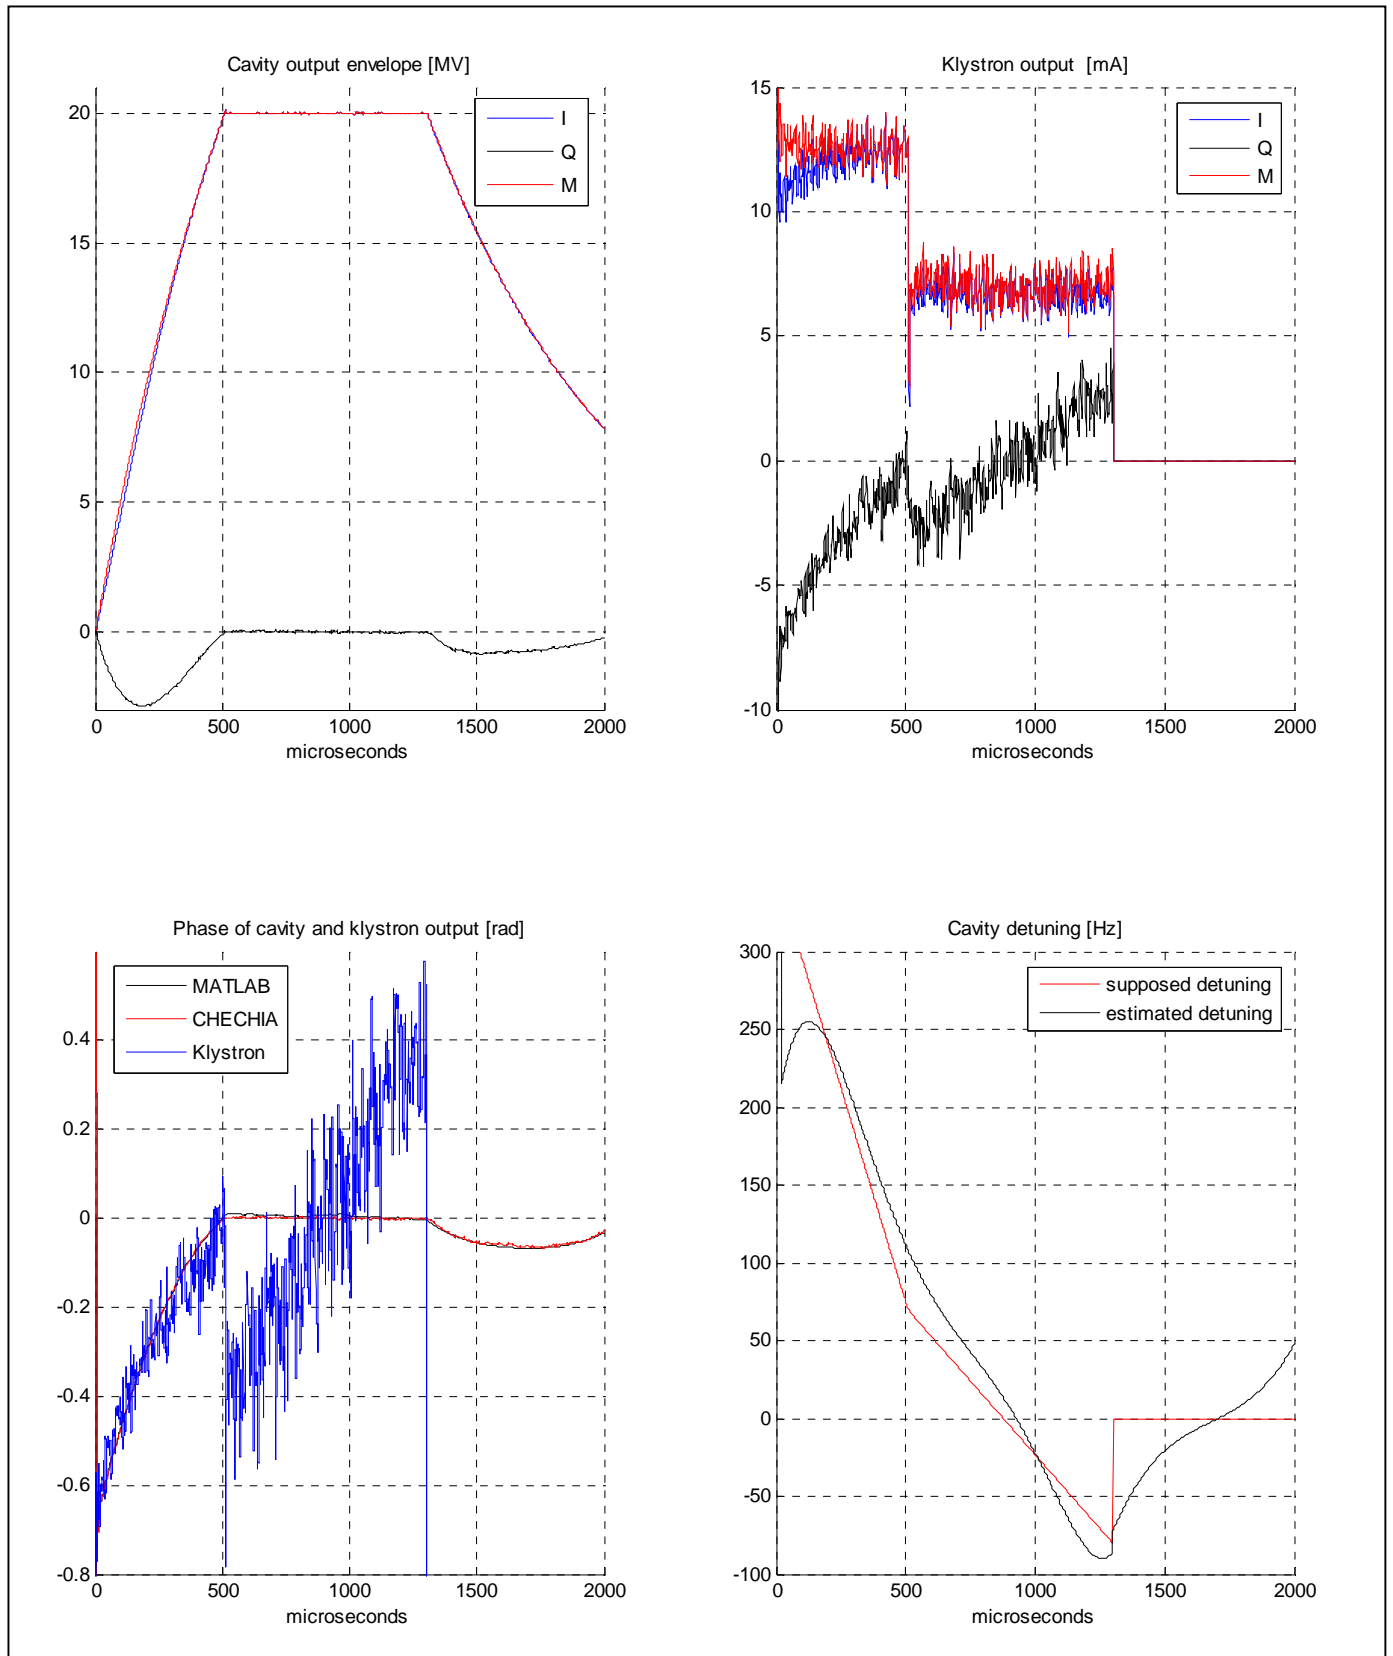 Cavity output envelope [MV]
20
15
10
5
0
I
Q
M
0 500 1000 1500 2000
microseconds
Klystron output [mA]
15
10
5
0
-5
-10
I
Q
M
0 500 1000 1500 2000
microseconds
Phase of cavity and klystron output [rad]
0.4
0.2
0
-0.2
-0.4
-0.6
-0.8
MATLAB
CHECHIA
Klystron
0 500 1000 1500 2000
microseconds
Cavity detuning [Hz]
300
250
200
150
100
50
0
-50
-100
supposed detuning
estimated detuning
0 500 1000 1500 2000
microseconds